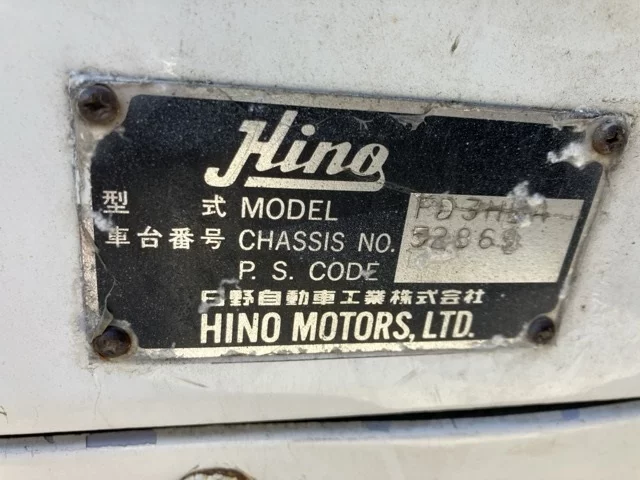 Hino
型 式 MODEL
車台番号 CHASSIS NO.
P. S. CODE
日野自動車工業株式会社
HINO MOTORS, LTD.